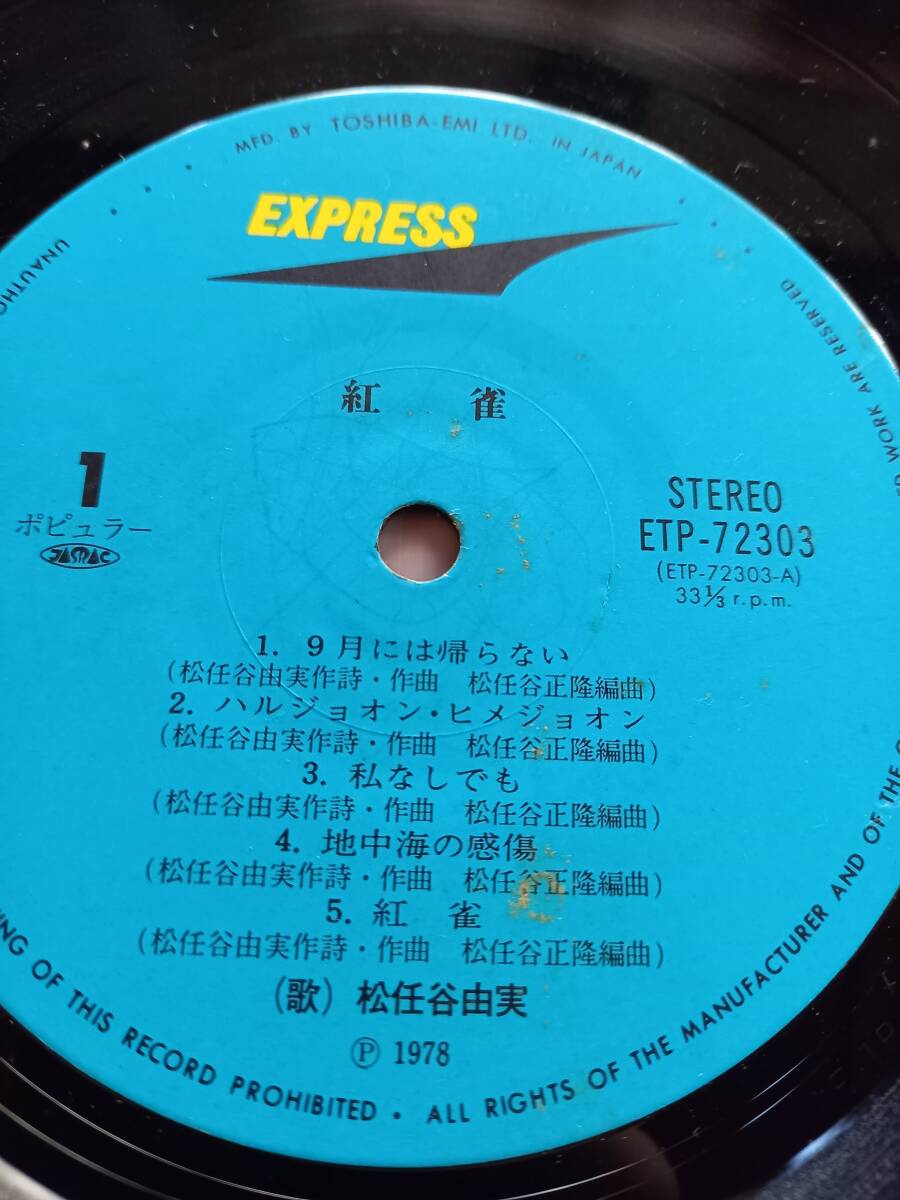 MFD. BY TOSHIBA-EMI LTD. IN JAPAN
EXPRESS
紅 雀
1
ポピュラー
JASRAC
STEREO
ETP-72303
(ETP-72303-A)
33 1/3 r.p.m.
1. 9月には帰らない
(松任谷由実作詩・作曲 松任谷正隆編曲)
2. ハルジョオン・ヒメジョオン
(松任谷由実作詩・作曲 松任谷正隆編曲)
3. 私なしでも
(松任谷由実作詩・作曲 松任谷正隆編曲)
4. 地中海の感傷
(松任谷由実作詩・作曲 松任谷正隆編曲)
5. 紅 雀
(松任谷由実作詩・作曲 松任谷正隆編曲)
(歌) 松任谷由実
Ⓟ 1978
OF THIS RECORD PROHIBITED • ALL RIGHTS OF THE MANUFACTURER AND OF THE
WORK ARE RESERVED